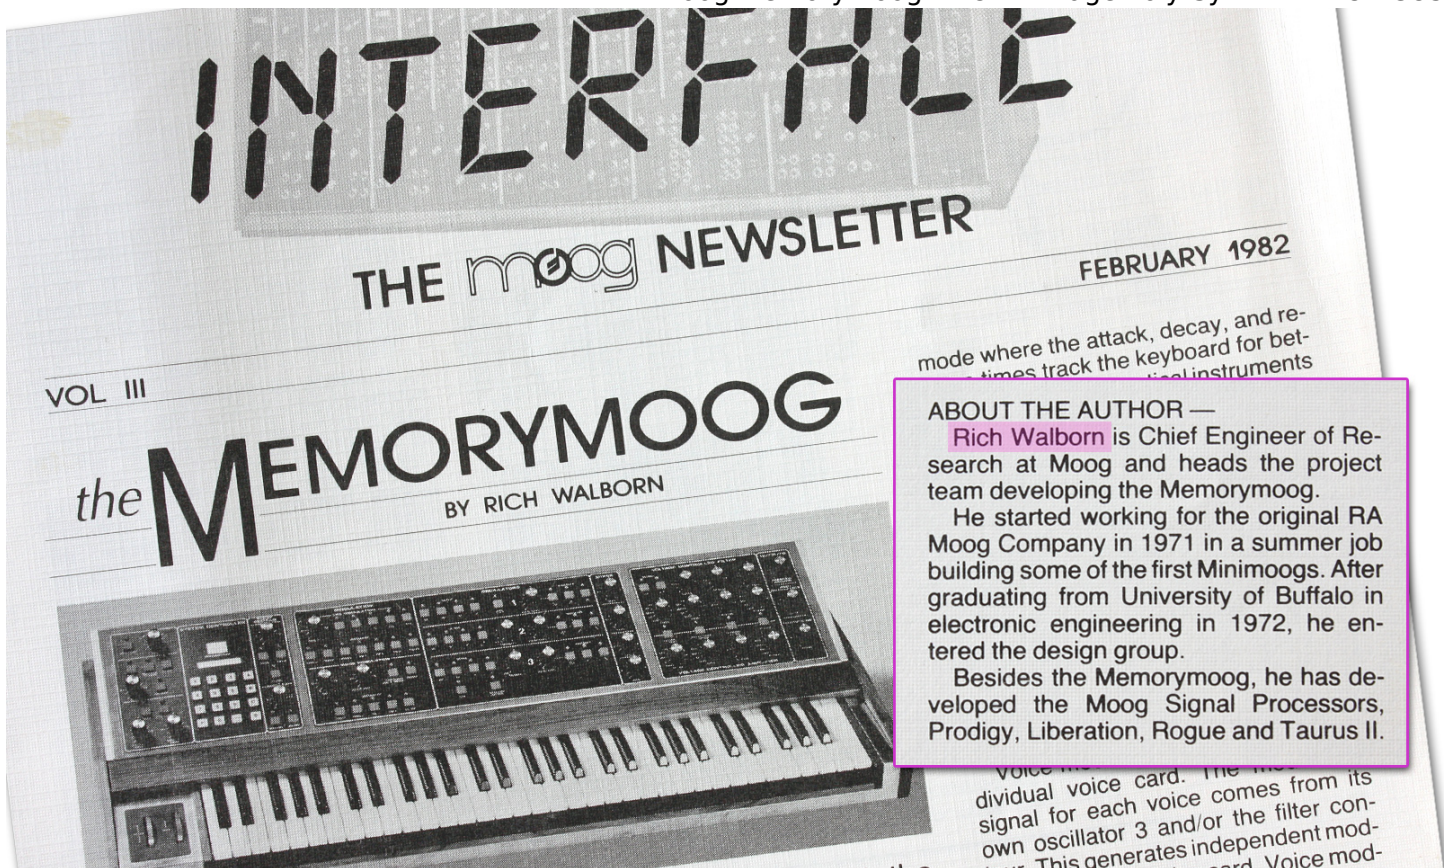 INTERFACE
THE moog NEWSLETTER
FEBRUARY 1982
VOL III
the MEMORYMOOG
BY RICH WALBORN
mode where the attack, decay, and re-
times track the keyboard for bet-
instruments
ABOUT THE AUTHOR —
Rich Walborn is Chief Engineer of Re-
search at Moog and heads the project
team developing the Memorymoog.
He started working for the original RA
Moog Company in 1971 in a summer job
building some of the first Minimoogs. After
graduating from University of Buffalo in
electronic engineering in 1972, he en-
tered the design group.
Besides the Memorymoog, he has de-
veloped the Moog Signal Processors,
Prodigy, Liberation, Rogue and Taurus II.
dividual voice card. The
signal for each voice comes from its
own oscillator 3 and/or the filter con-
This generates independent mod-
Voice mod-